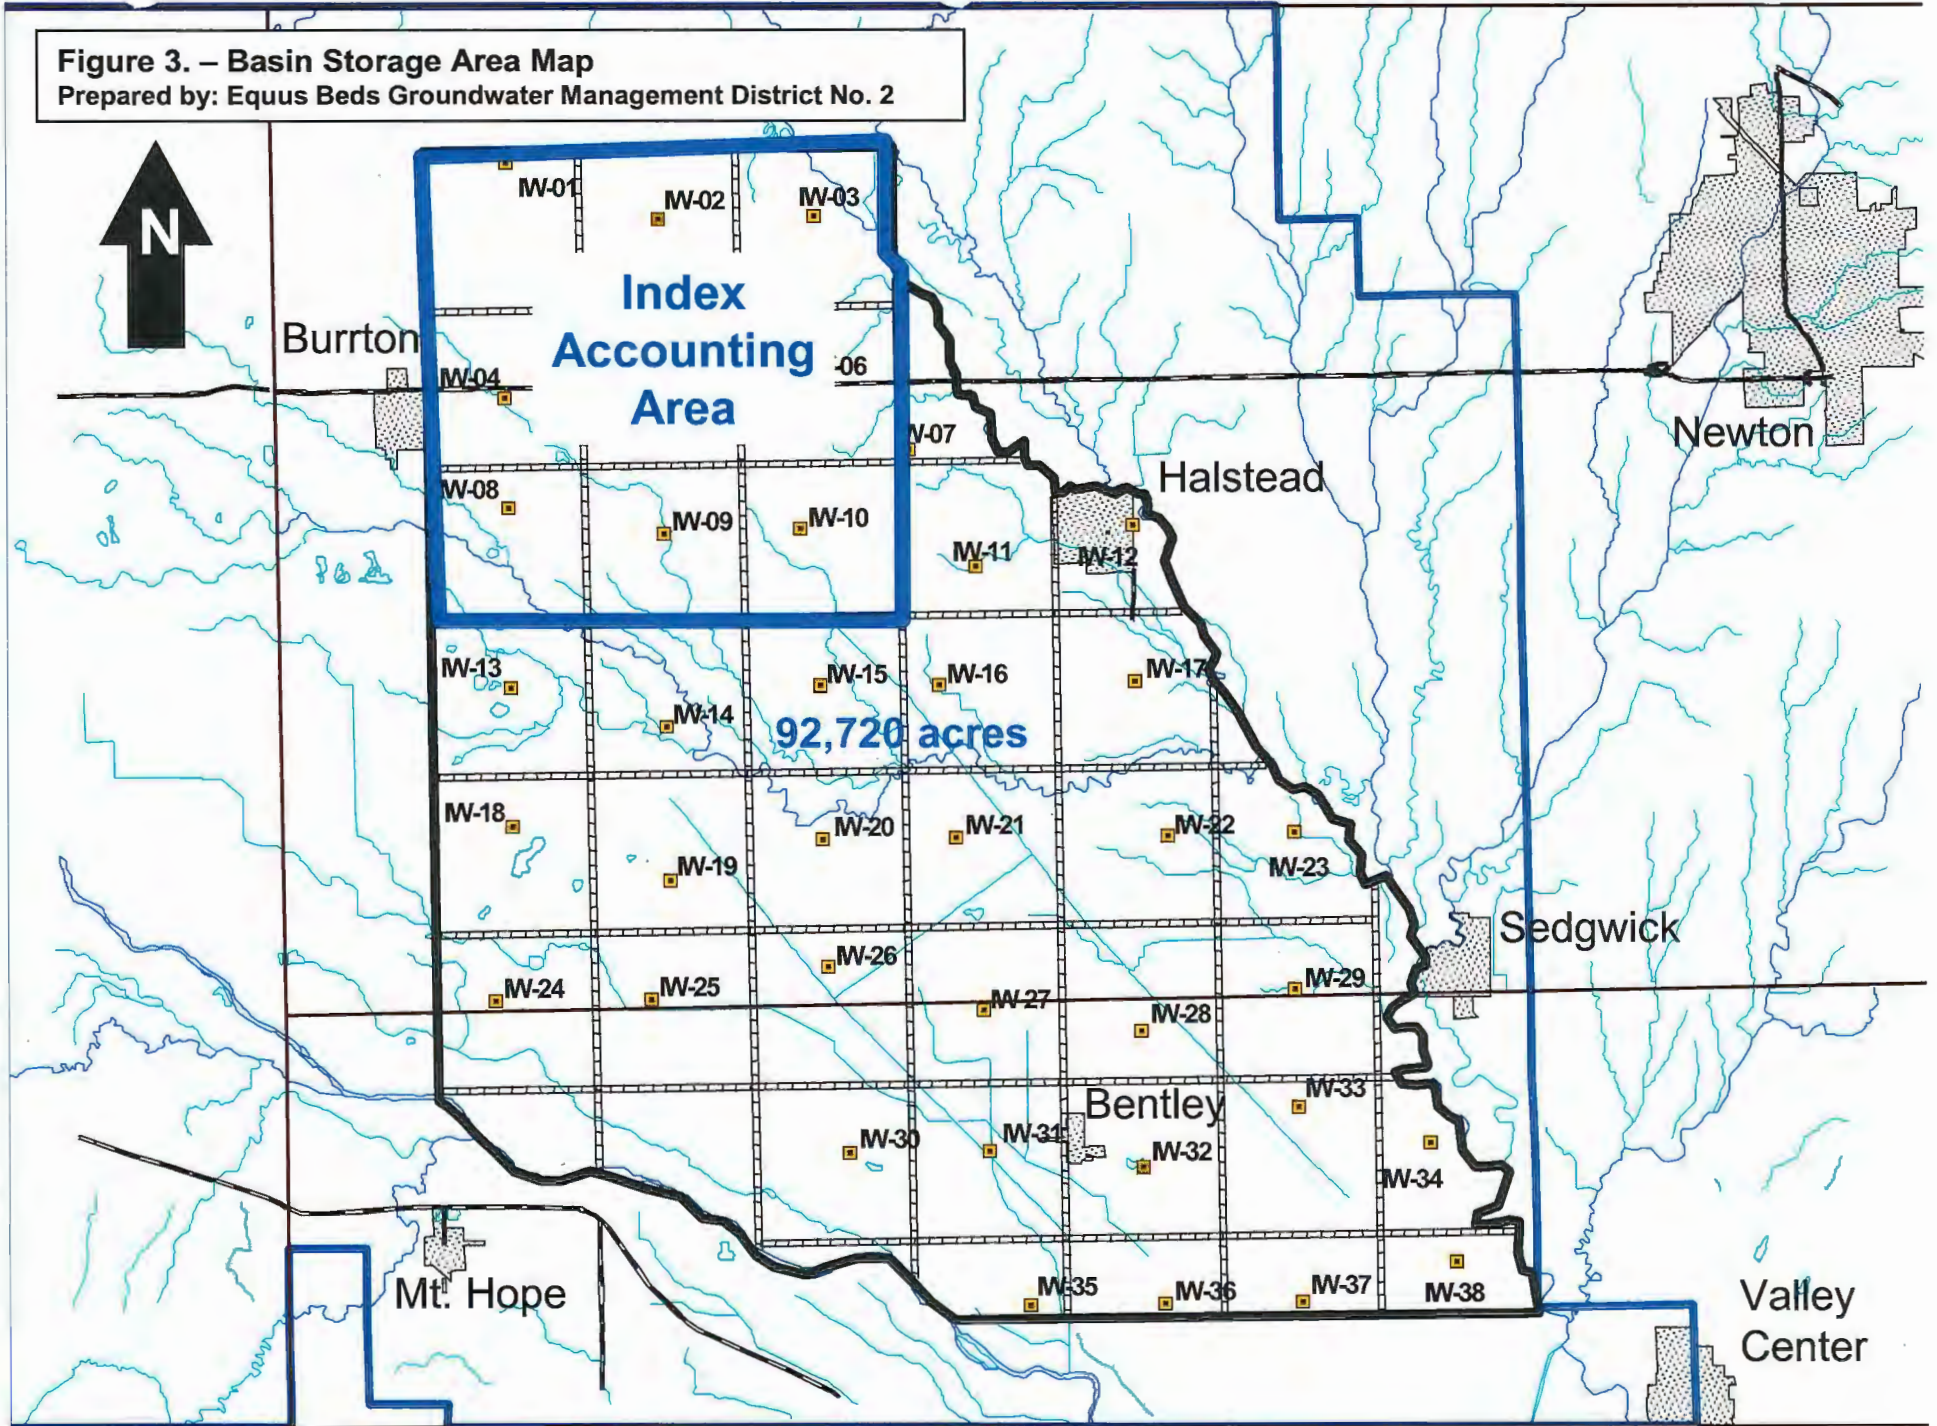 Figure 3. – Basin Storage Area Map
Prepared by: Equus Beds Groundwater Management District No. 2
N
IW-01
IW-02
IW-03
Index
Accounting
Area
Burrton
IW-04
-06
W-07
Newton
Halstead
W-08
IW-09
IW-10
IW-11
IW-12
IW-13
IW-14
IW-15
IW-16
IW-17
92,720 acres
IW-18
IW-19
IW-20
IW-21
IW-22
IW-23
Sedgwick
IW-24
IW-25
IW-26
IW-27
IW-28
IW-29
Bentley
IW-30
IW-31
IW-32
IW-33
IW-34
Mt. Hope
IW-35
IW-36
IW-37
IW-38
Valley
Center